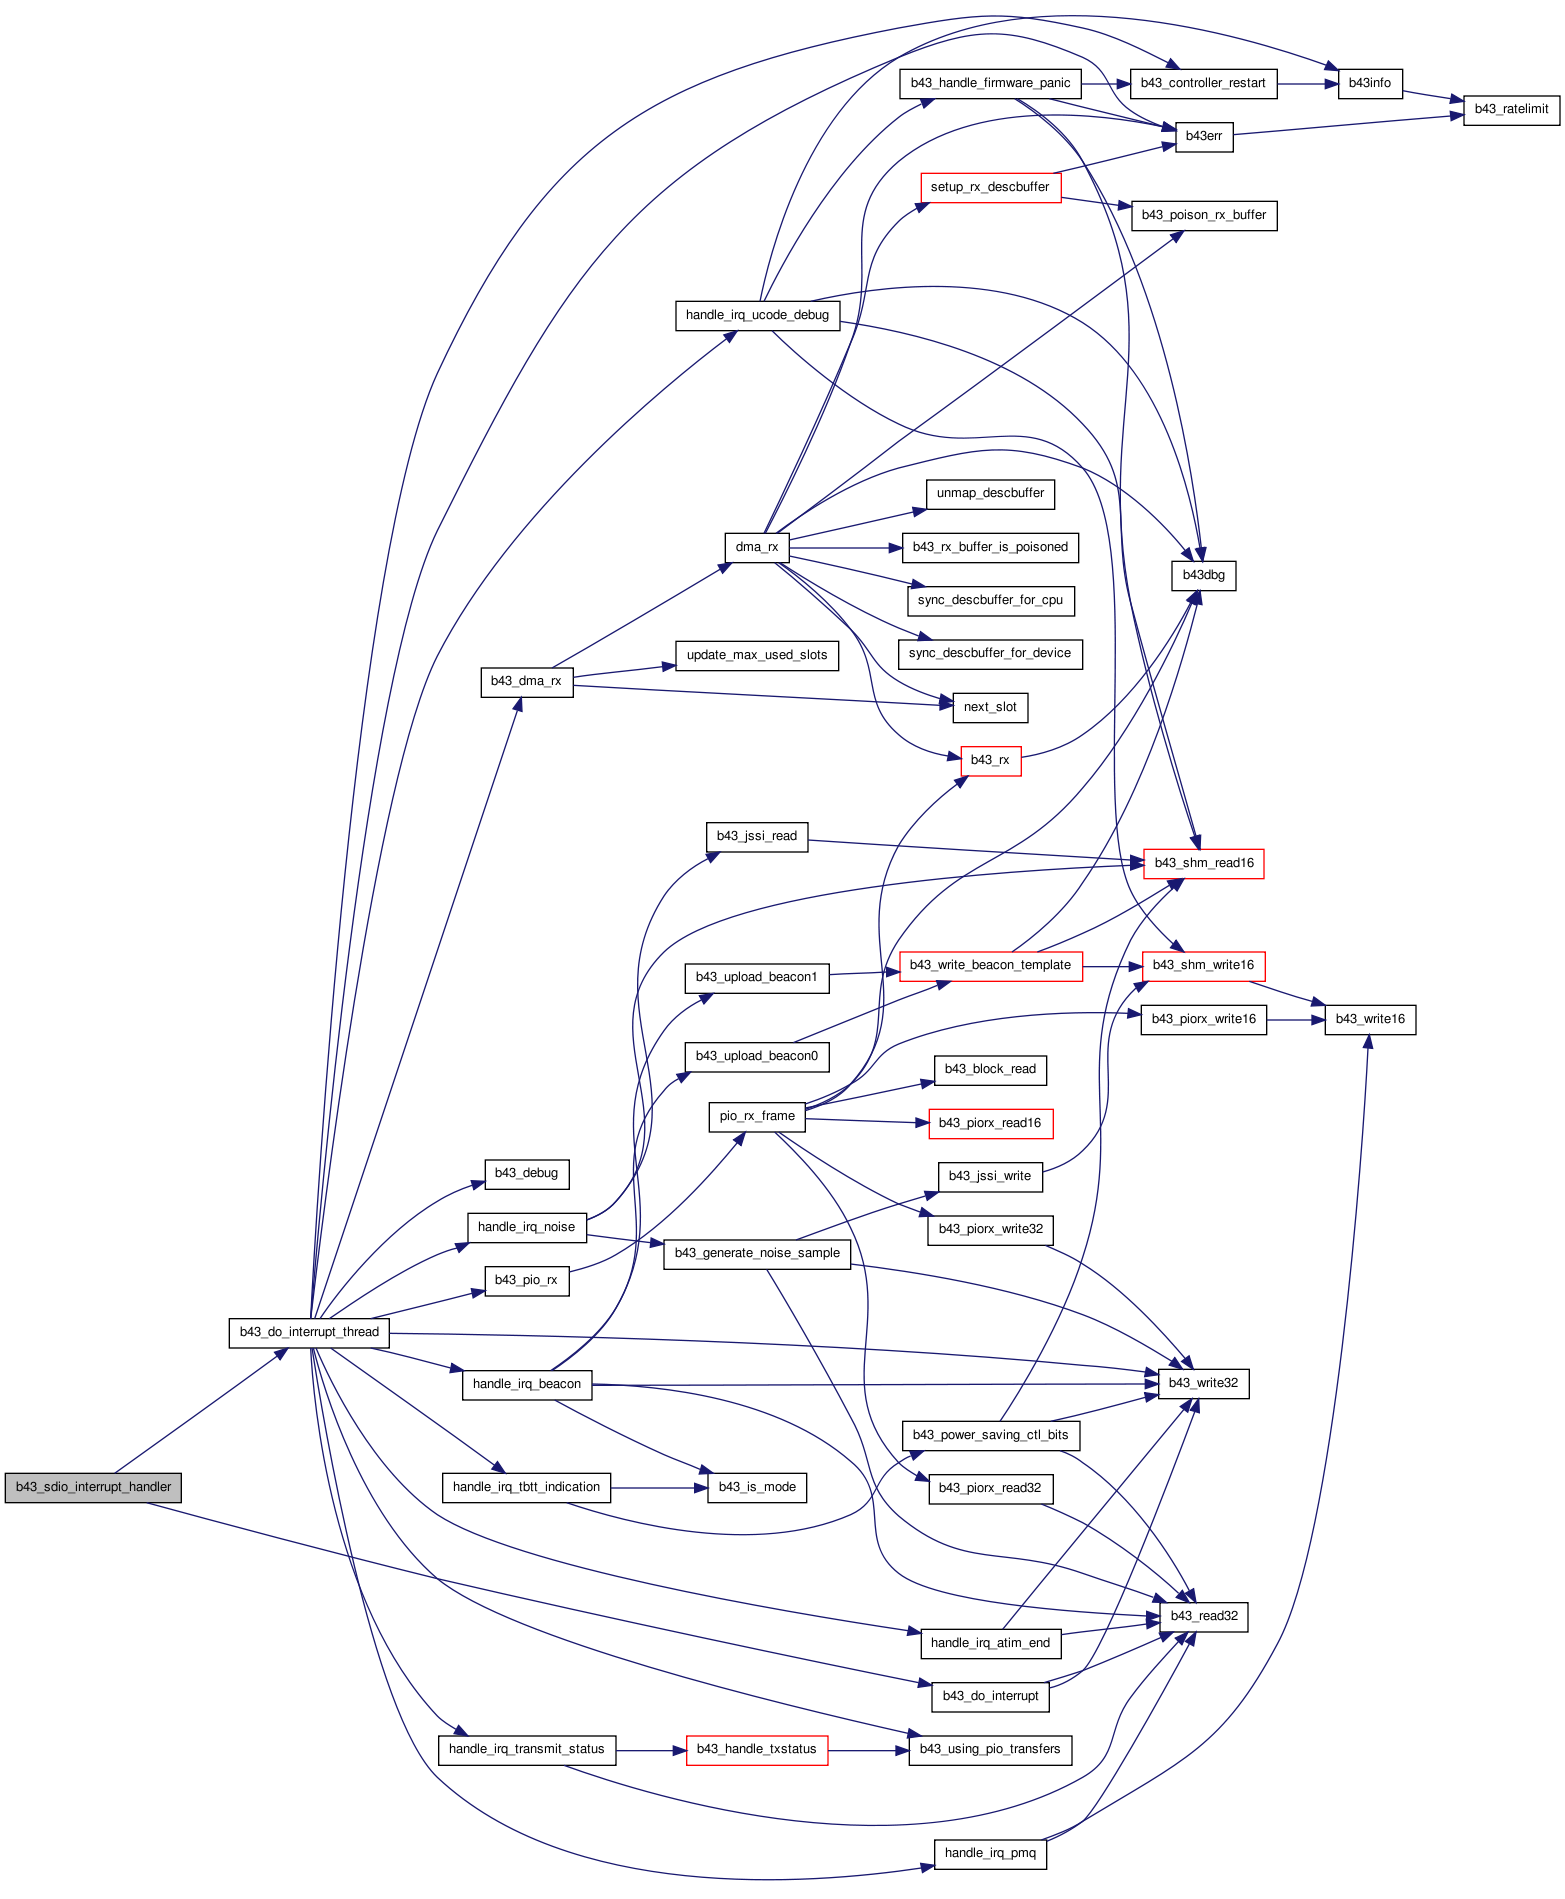 b43_handle_firmware_panic
b43_controller_restart
b43info
b43_ratelimit
b43err
setup_rx_descbuffer
b43_poison_rx_buffer
handle_irq_ucode_debug
unmap_descbuffer
dma_rx
b43_rx_buffer_is_poisoned
b43dbg
sync_descbuffer_for_cpu
update_max_used_slots
sync_descbuffer_for_device
b43_dma_rx
next_slot
b43_rx
b43_jssi_read
b43_shm_read16
b43_upload_beacon1
b43_write_beacon_template
b43_shm_write16
b43_piorx_write16
b43_write16
b43_upload_beacon0
b43_block_read
pio_rx_frame
b43_piorx_read16
b43_debug
b43_jssi_write
handle_irq_noise
b43_piorx_write32
b43_generate_noise_sample
b43_pio_rx
b43_do_interrupt_thread
handle_irq_beacon
b43_write32
b43_power_saving_ctl_bits
b43_sdio_interrupt_handler
handle_irq_tbtt_indication
b43_is_mode
b43_piorx_read32
b43_read32
handle_irq_atim_end
b43_do_interrupt
handle_irq_transmit_status
b43_handle_txstatus
b43_using_pio_transfers
handle_irq_pmq